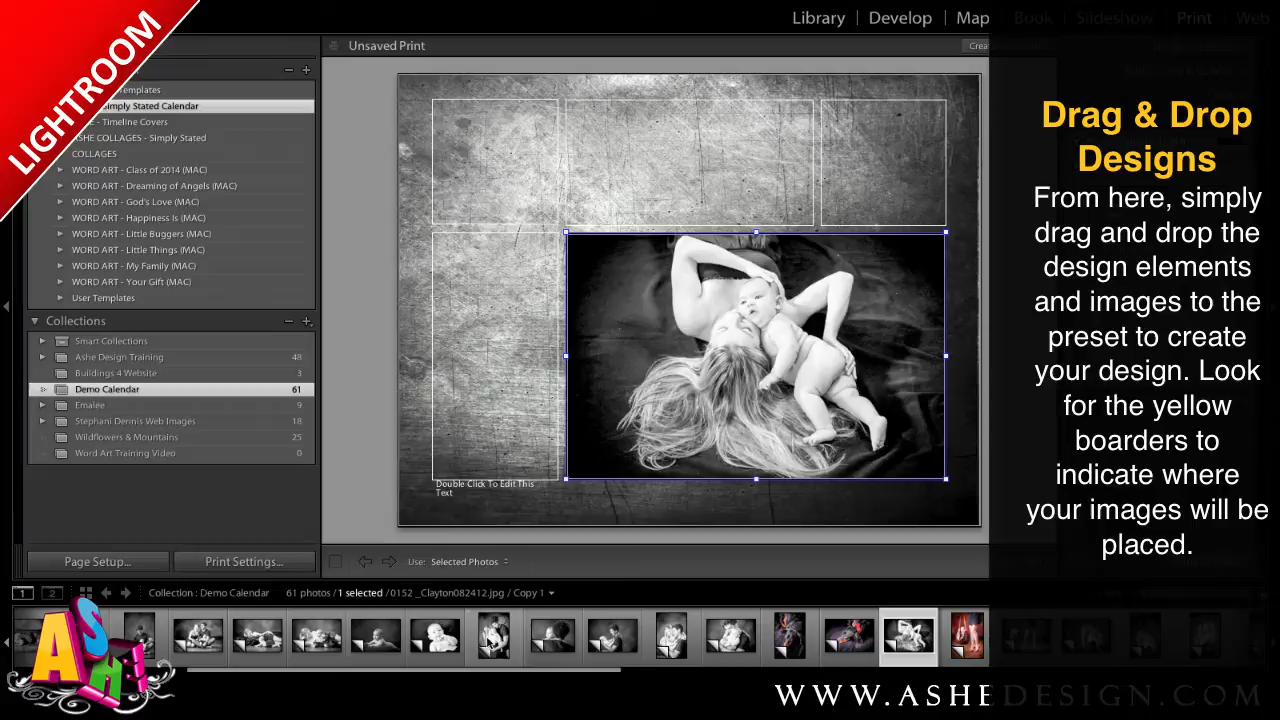 LIGHTROOM
Library | Develop | Map Book Slideshow Print Web
Unsaved Print
Templates
Simply Stated Calendar
- Timeline Covers
ASHE COLLAGES - Simply Stated
COLLAGES
WORD ART - Class of 2014 (MAC)
WORD ART - Dreaming of Angels (MAC)
WORD ART - God's Love (MAC)
WORD ART - Happiness Is (MAC)
WORD ART - Little Buggers (MAC)
WORD ART - Little Things (MAC)
WORD ART - My Family (MAC)
WORD ART - Your Gift (MAC)
User Templates
Collections
Smart Collections
Ashe Design Training 48
Buildings 4 Website 3
Demo Calendar 61
Emalee 9
Stephani Dennis Web Images 18
Wildflowers & Mountains 25
Word Art Training Video 0
Page Setup... Print Settings...
Double Click To Edit This
Text
Use: Selected Photos
1 2 Collection : Demo Calendar 61 photos / 1 selected / 0152 _Clayton082412.jpg / Copy 1
Drag & Drop
Designs
From here, simply
drag and drop the
design elements
and images to the
preset to create
your design. Look
for the yellow
boarders to
indicate where
your images will be
placed.
ASHE!
WWW.ASHEDESIGN.COM